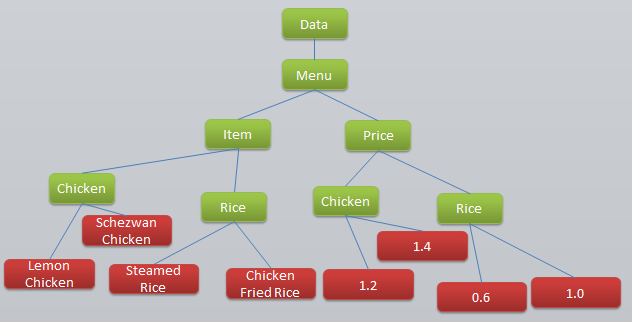 Data
Menu
Item
Price
Chicken
Rice
Chicken
Rice
Schezwan
Chicken
Lemon
Chicken
Steamed
Rice
Chicken
Fried Rice
1.4
1.2
0.6
1.0